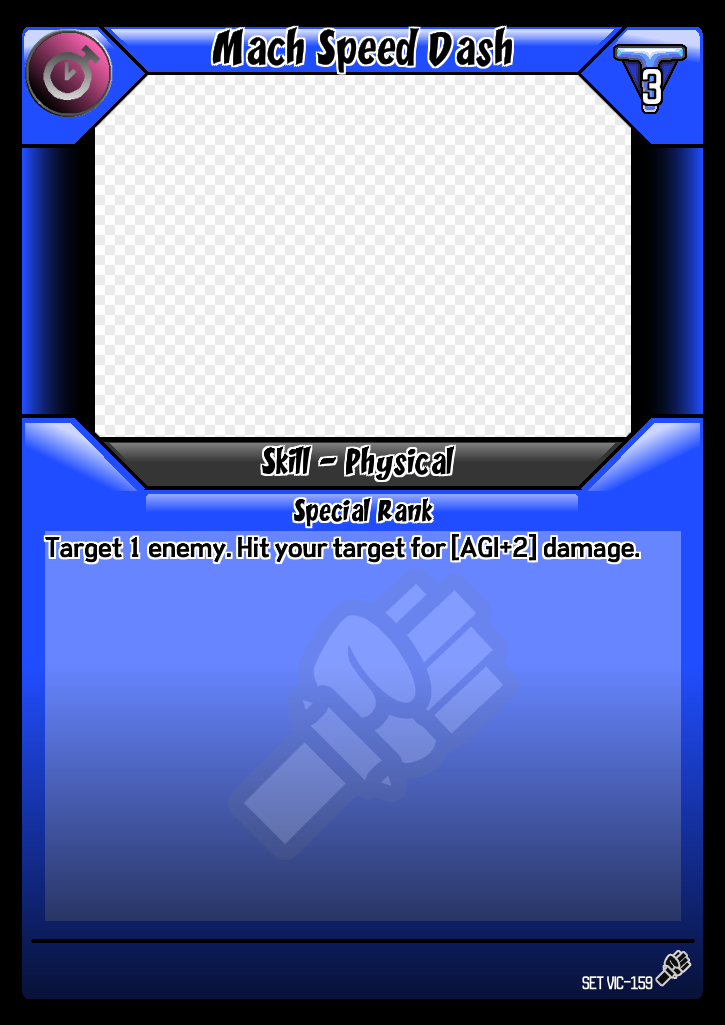 Mach Speed Dash
3
Skill - Physical
Special Rank
Target 1 enemy. Hit your target for [AGI+2] damage.
SET VIC-159